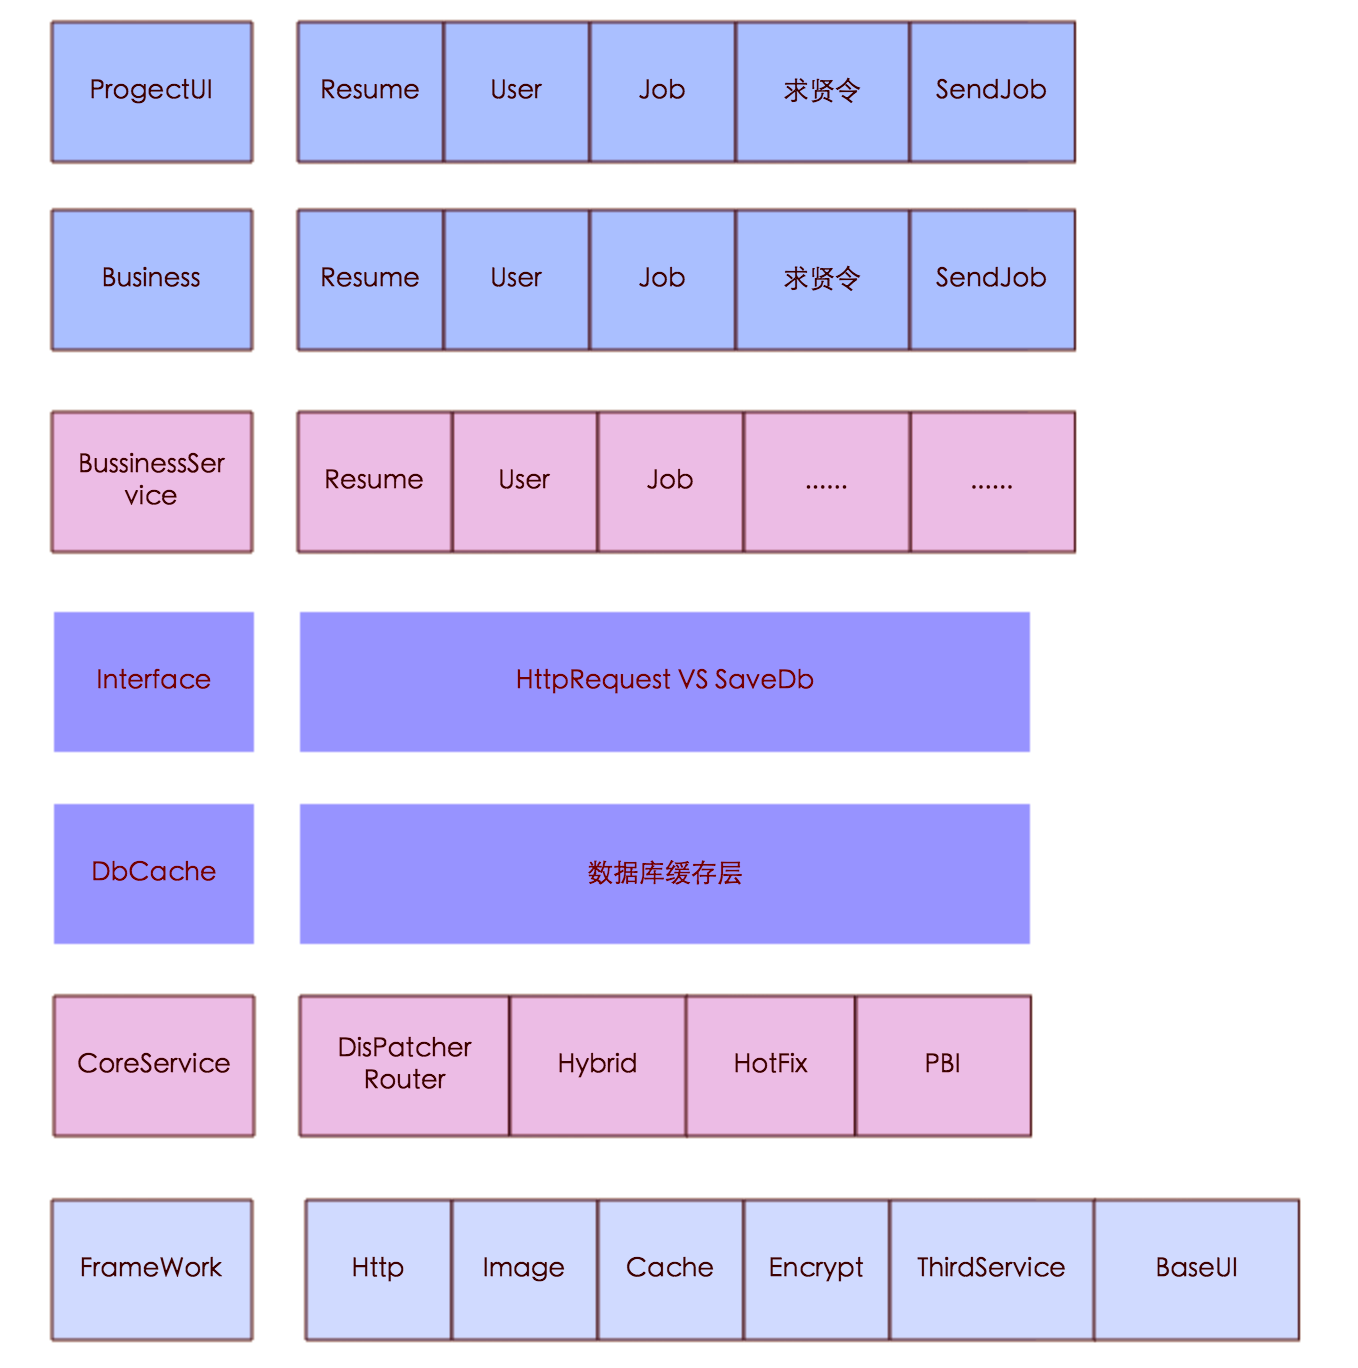 ProgectUI
Resume
User
Job
求贤令
SendJob
Business
Resume
User
Job
求贤令
SendJob
BussinessSer
vice
Resume
User
Job
......
......
Interface
HttpRequest VS SaveDb
DbCache
数据库缓存层
CoreService
DisPatcher
Router
Hybrid
HotFix
PBI
FrameWork
Http
Image
Cache
Encrypt
ThirdService
BaseUI